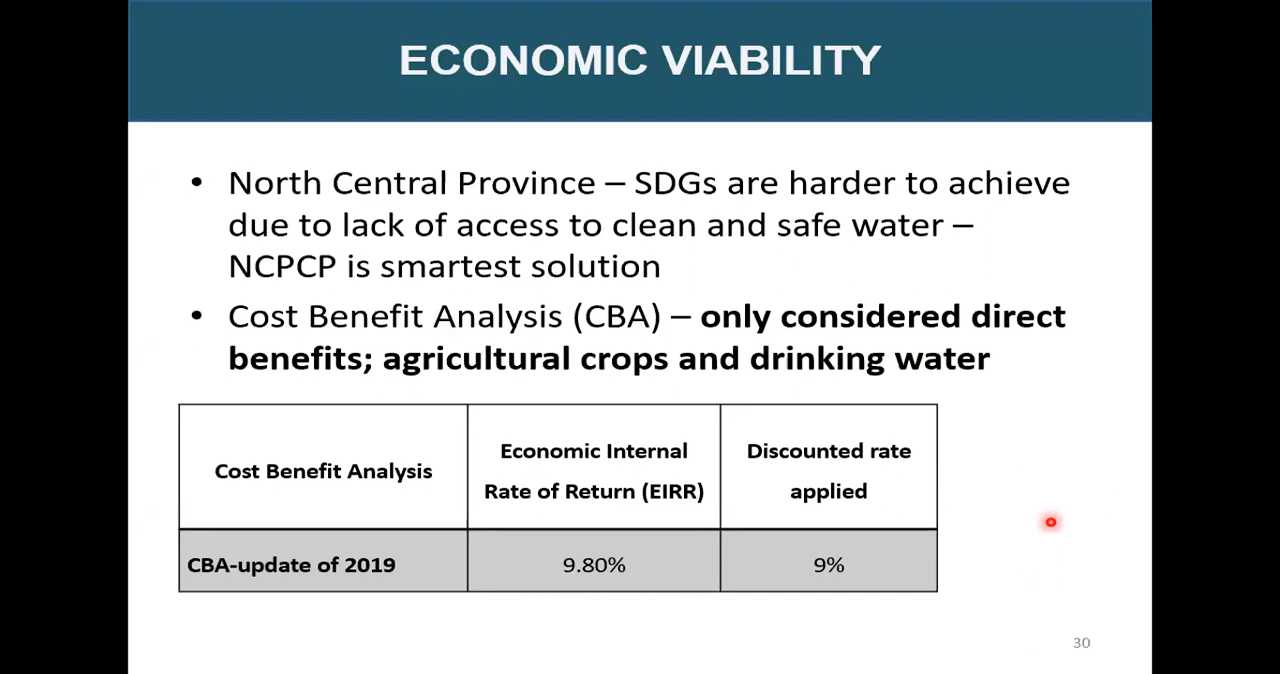 ECONOMIC VIABILITY
• North Central Province – SDGs are harder to achieve
due to lack of access to clean and safe water –
NCPCP is smartest solution
• Cost Benefit Analysis (CBA) – only considered direct
benefits; agricultural crops and drinking water
Cost Benefit Analysis
Economic Internal
Rate of Return (EIRR)
Discounted rate
applied
CBA-update of 2019
9.80%
9%
30